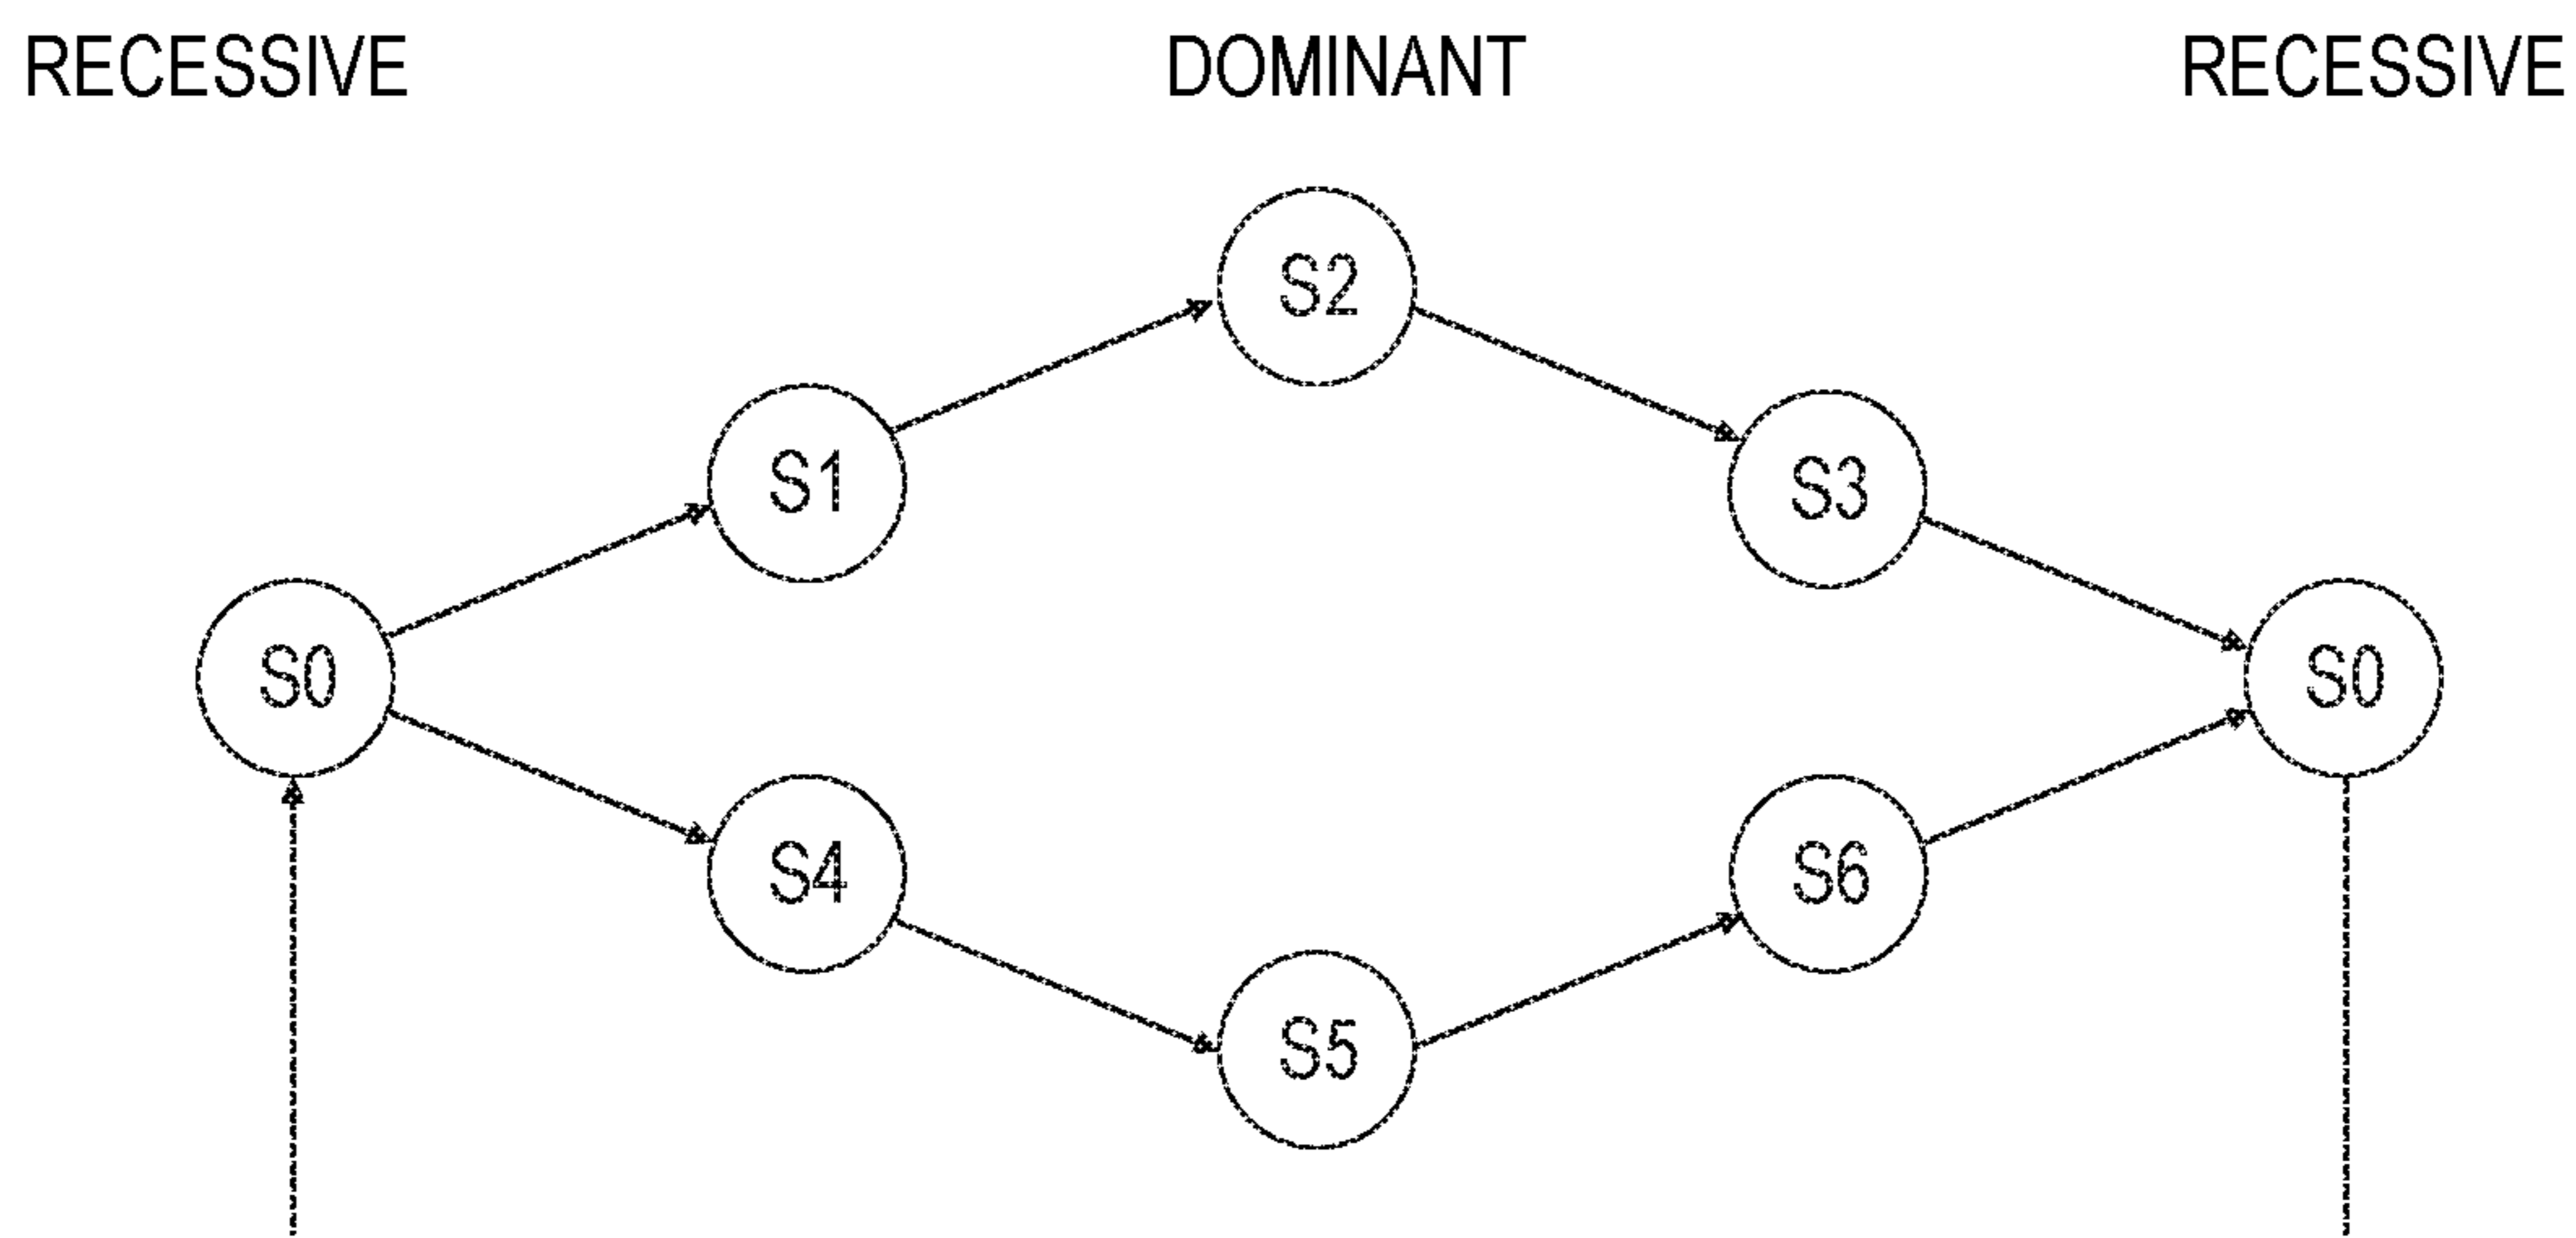 RECESSIVE DOMINANT RECESSIVE
S2
S1 S3
S0 S0
S4 S6
S5